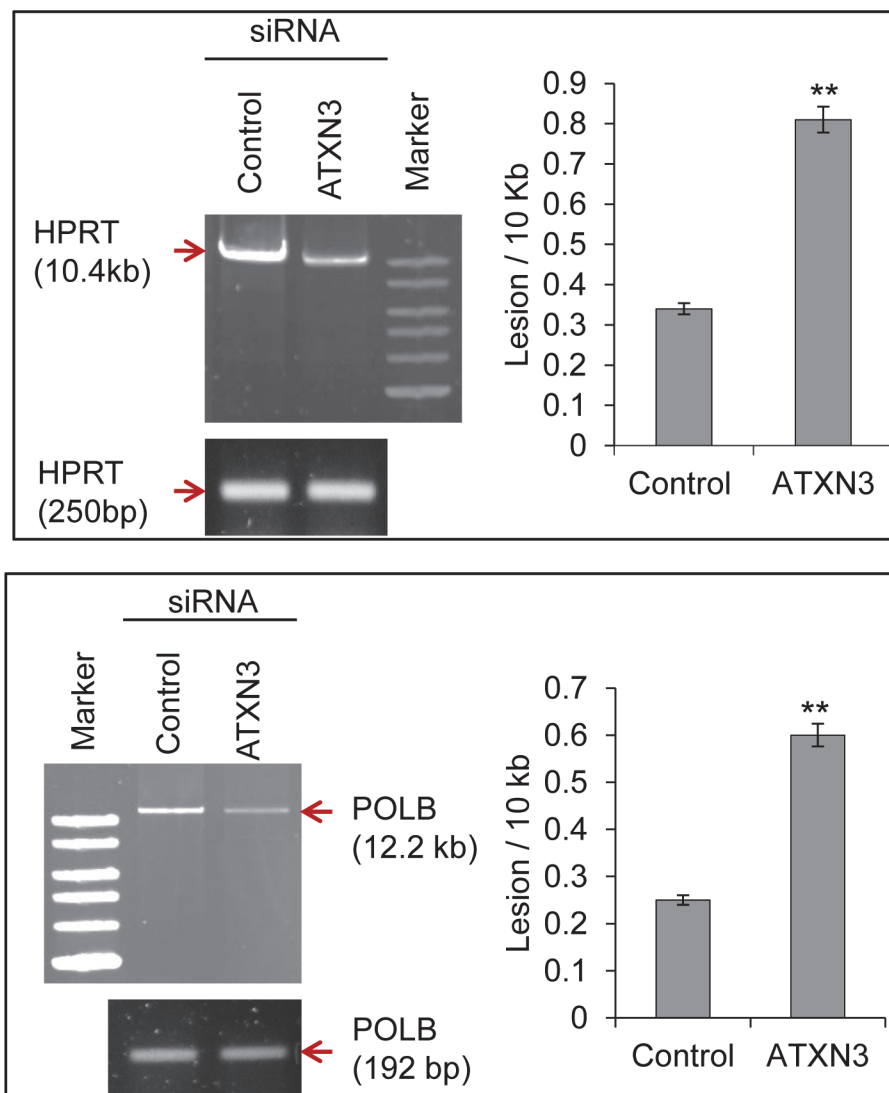 siRNA
Control
ATXN3
Marker
HPRT
(10.4kb)
HPRT
(250bp)
Lesion / 10 Kb
0.9
0.8
0.7
0.6
0.5
0.4
0.3
0.2
0.1
0
**
Control
ATXN3
siRNA
Marker
Control
ATXN3
POLB
(12.2 kb)
POLB
(192 bp)
Lesion / 10 kb
0.7
0.6
0.5
0.4
0.3
0.2
0.1
0
**
Control
ATXN3